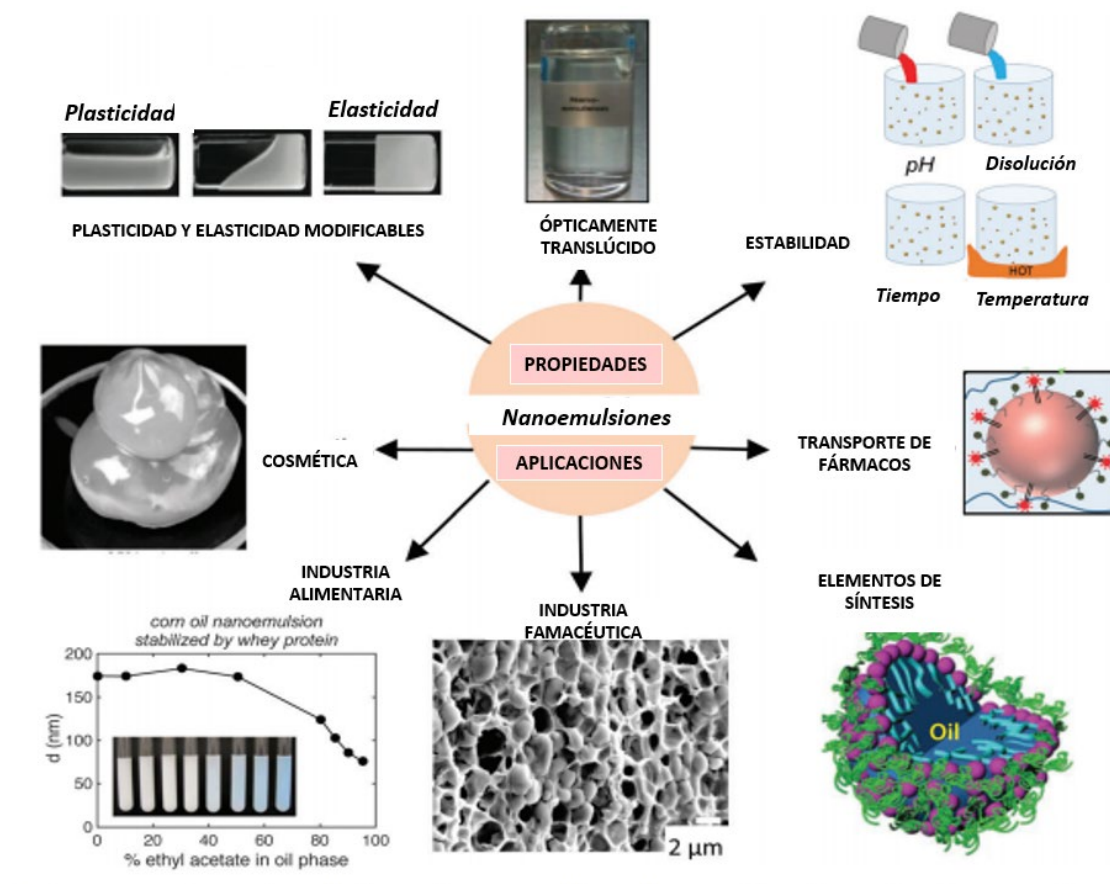 Plasticidad
Elasticidad
PLASTICIDAD Y ELASTICIDAD MODIFICABLES
ÓPTICAMENTE
TRANSLÚCIDO
ESTABILIDAD
pH
Disolución
HOT
Tiempo
Temperatura
PROPIEDADES
Nanoemulsiones
APLICACIONES
COSMÉTICA
TRANSPORTE DE
FÁRMACOS
INDUSTRIA
ALIMENTARIA
INDUSTRIA
FAMACÉUTICA
ELEMENTOS DE
SÍNTESIS
corn oil nanoemulsion
stabilized by whey protein
200
150
100
50
0
d (nm)
0 20 40 60 80 100
% ethyl acetate in oil phase
2 µm
Oil